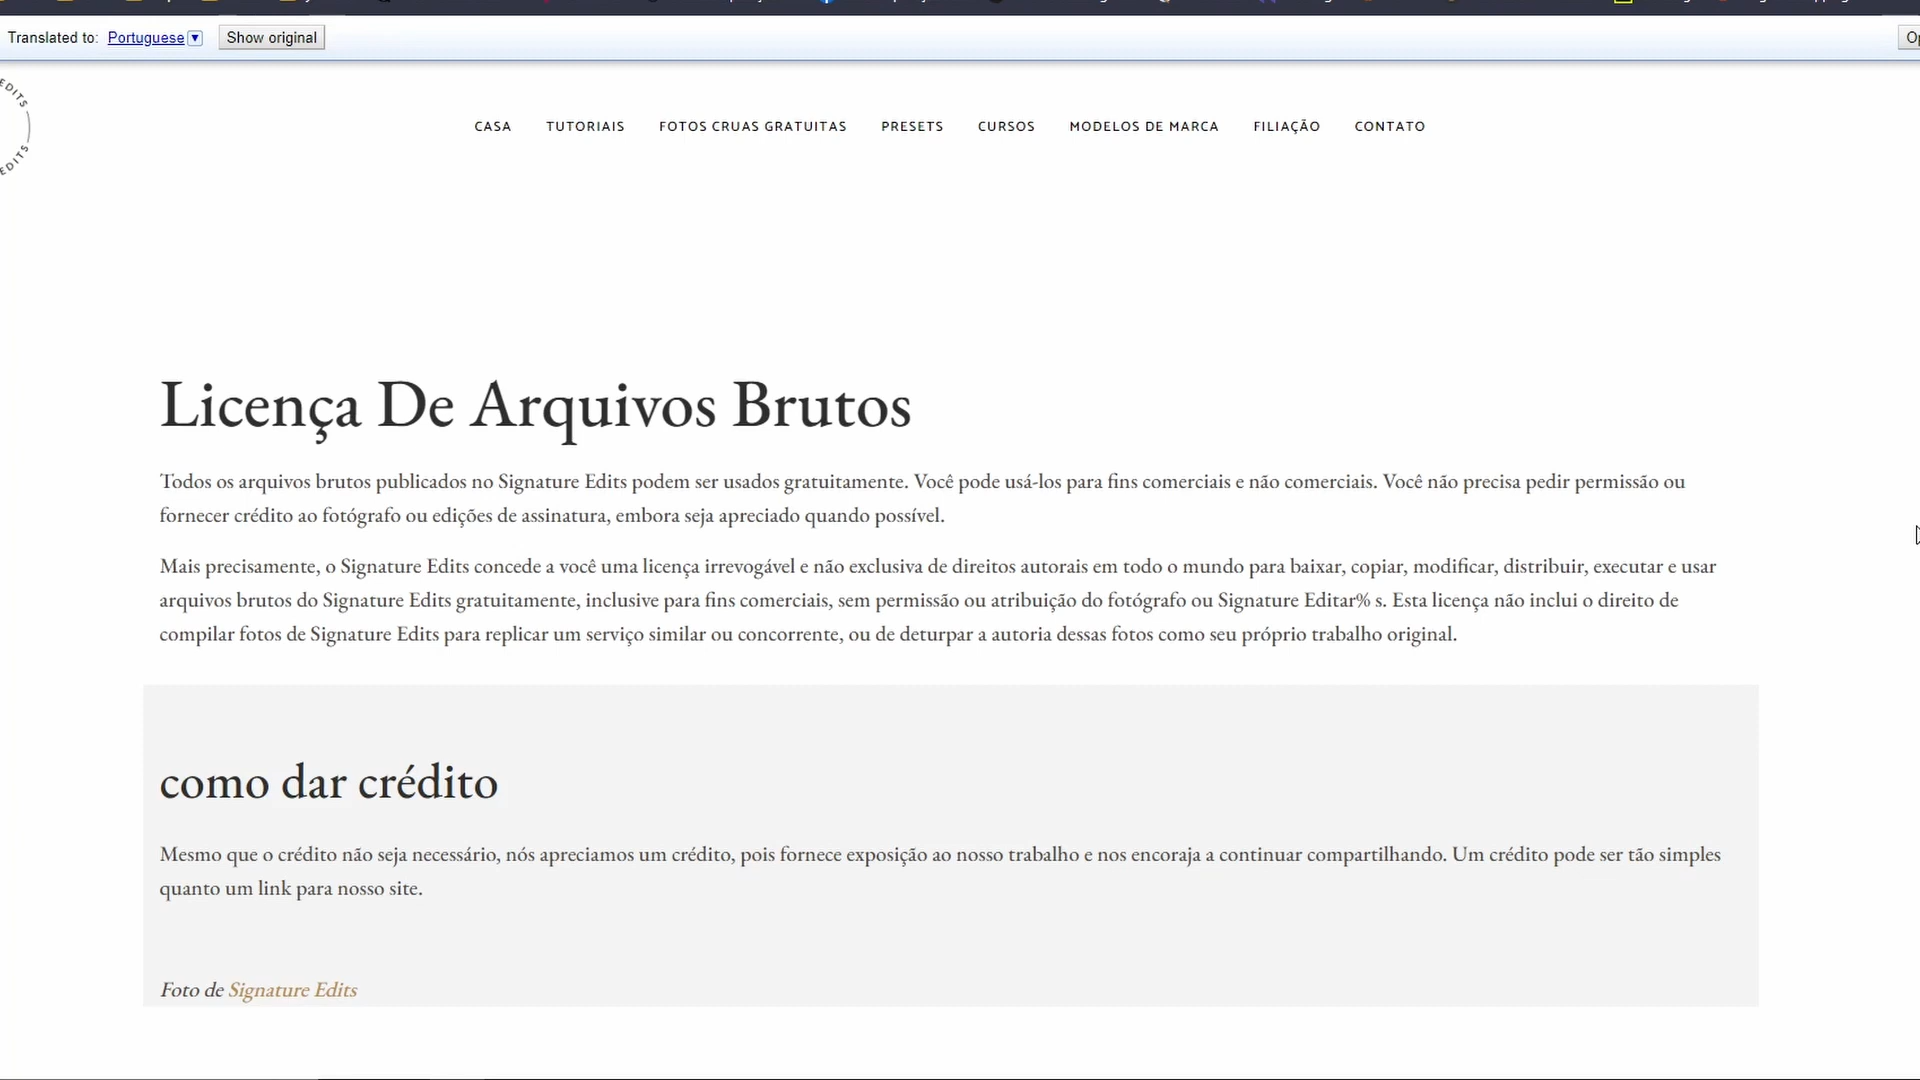 Translated to: Portuguese Show original
EDITS
EDITS
CASA TUTORIAIS FOTOS CRUAS GRATUITAS PRESETS CURSOS MODELOS DE MARCA FILIAÇÃO CONTATO
Licença De Arquivos Brutos
Todos os arquivos brutos publicados no Signature Edits podem ser usados gratuitamente. Você pode usá-los para fins comerciais e não comerciais. Você não precisa pedir permissão ou
fornecer crédito ao fotógrafo ou edições de assinatura, embora seja apreciado quando possível.
Mais precisamente, o Signature Edits concede a você uma licença irrevogável e não exclusiva de direitos autorais em todo o mundo para baixar, copiar, modificar, distribuir, executar e usar
arquivos brutos do Signature Edits gratuitamente, inclusive para fins comerciais, sem permissão ou atribuição do fotógrafo ou Signature Editar% s. Esta licença não inclui o direito de
compilar fotos de Signature Edits para replicar um serviço similar ou concorrente, ou de deturpar a autoria dessas fotos como seu próprio trabalho original.
como dar crédito
Mesmo que o crédito não seja necessário, nós apreciamos um crédito, pois fornece exposição ao nosso trabalho e nos encoraja a continuar compartilhando. Um crédito pode ser tão simples
quanto um link para nosso site.
Foto de Signature Edits